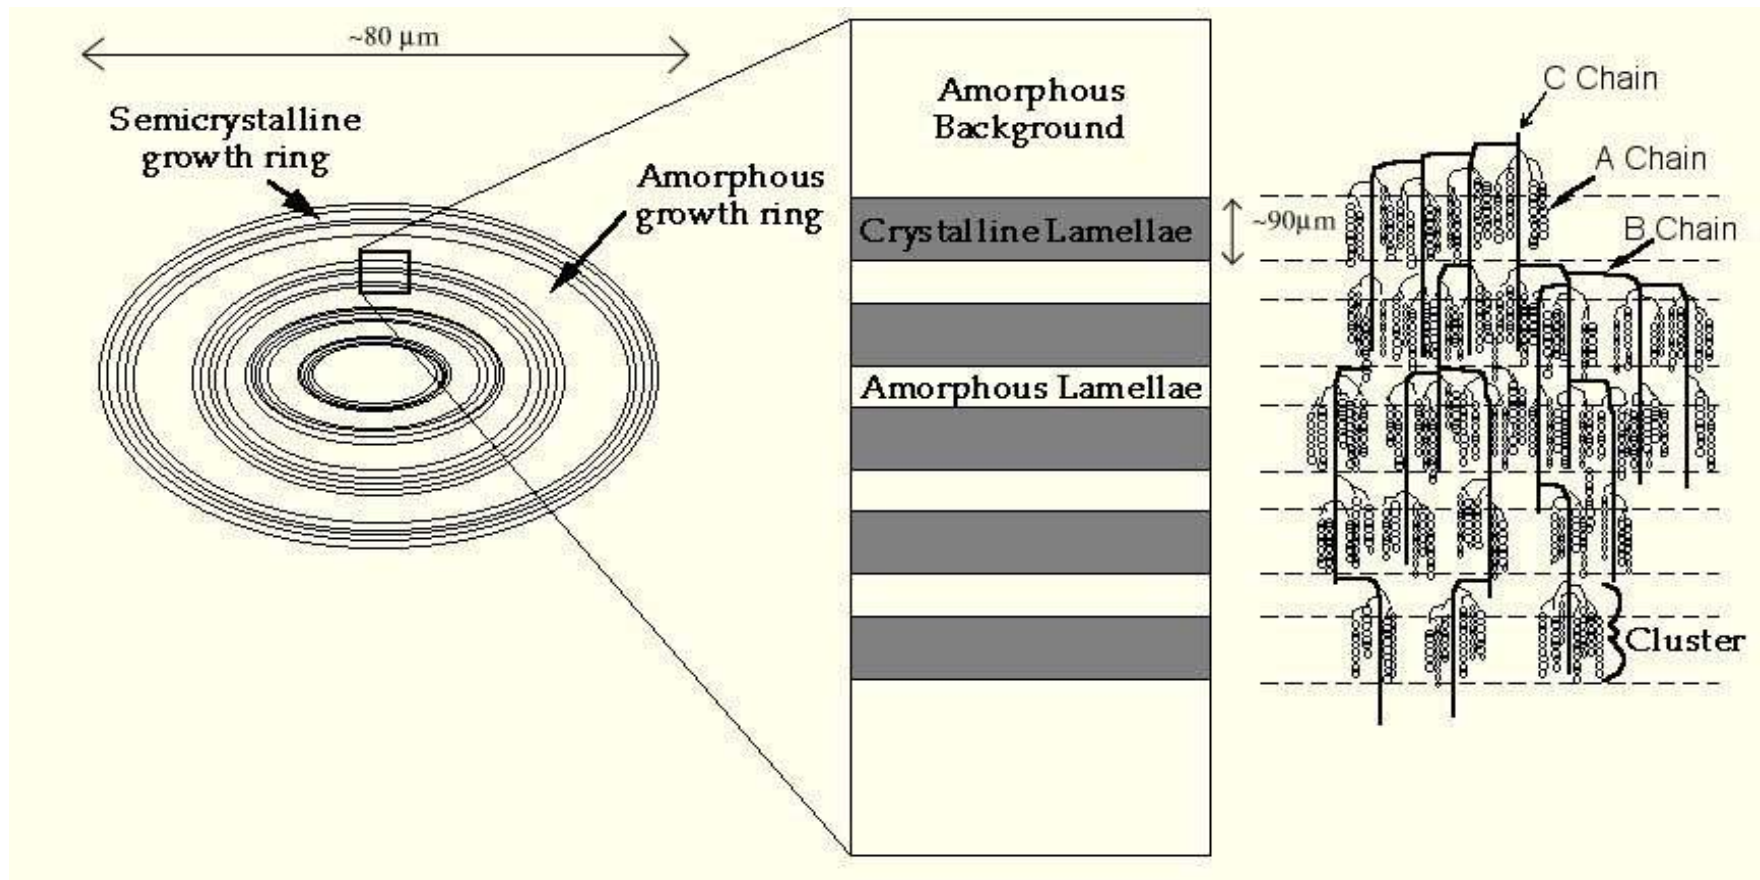 ~80 µm
Semicrystalline
growth ring
Amorphous
growth ring
Amorphous
Background
Crystalline Lamellae
Amorphous Lamellae
~90µm
C Chain
A Chain
B Chain
Cluster